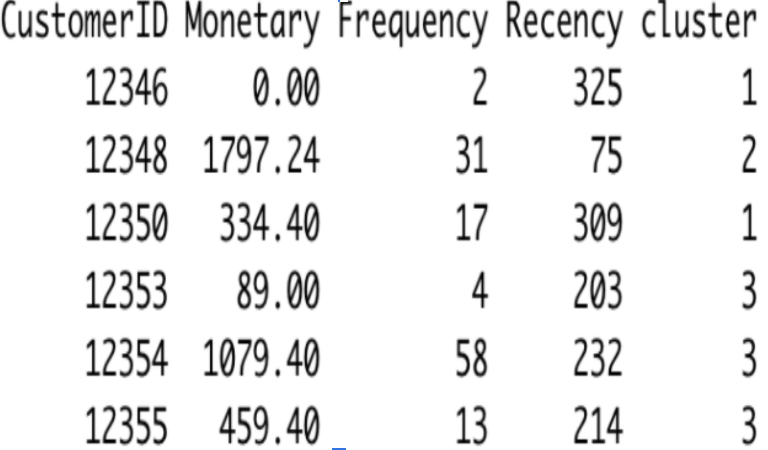 CustomerID Monetary Frequency Recency cluster
12346 0.00 2 325 1
12348 1797.24 31 75 2
12350 334.40 17 309 1
12353 89.00 4 203 3
12354 1079.40 58 232 3
12355 459.40 13 214 3